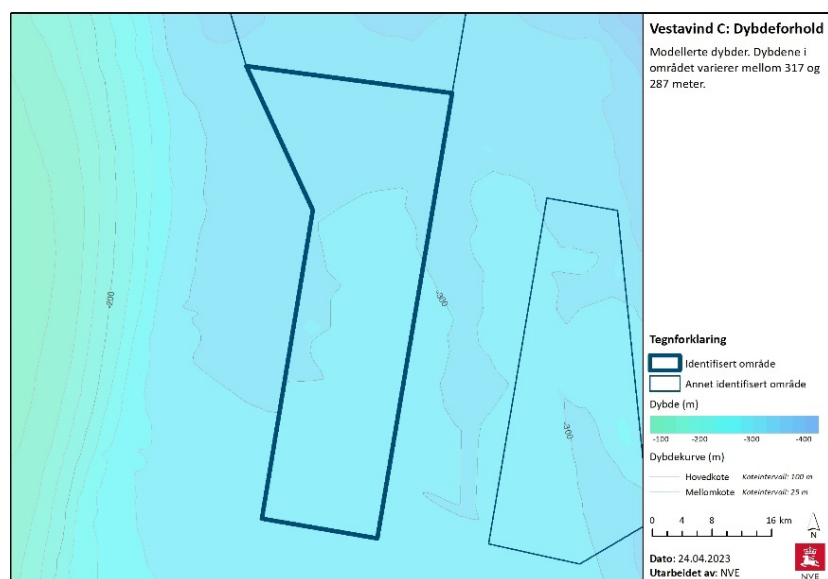 Vestavind C: Dybdeforhold
Modellerte dybder. Dybdene i
området varierer mellom 317 og
287 meter.
-200
-300
-300
Tegnforklaring
Identifisert område
Annet identifisert område
Dybde (m)
-100 -200 -300 -400
Dybdekurve (m)
Hovedkote Koteintervall: 100 m
Mellomkote Koteintervall: 25 m
0 4 8 16 km
N
Dato: 24.04.2023
Utarbeidet av: NVE
NVE